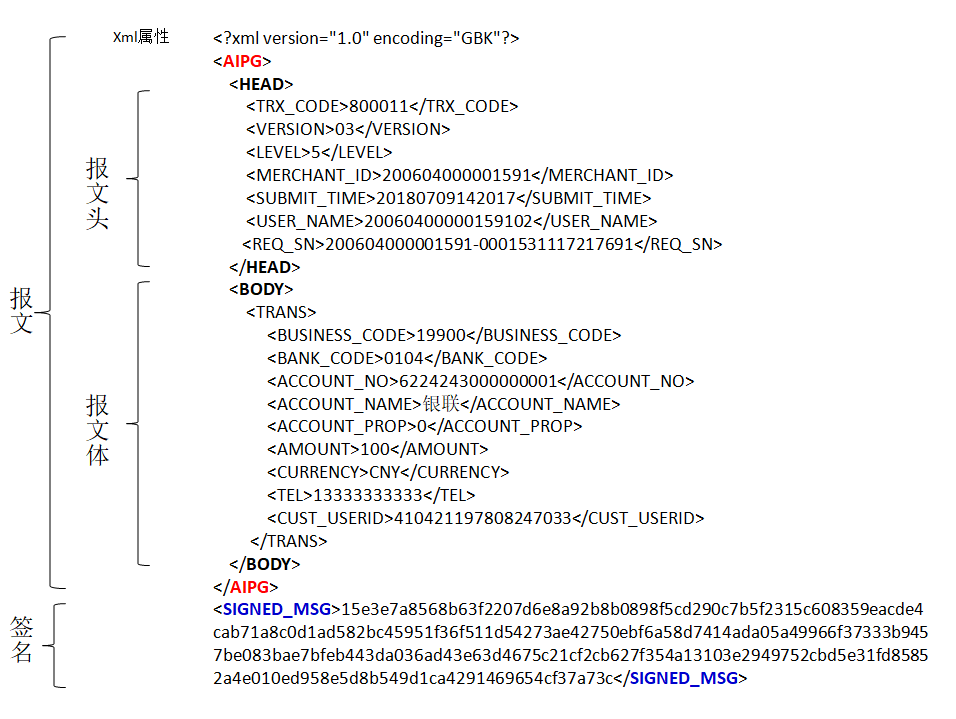 Xml属性
<?xml version="1.0" encoding="GBK"?>
<AIPG>
<HEAD>
<TRX_CODE>800011</TRX_CODE>
<VERSION>03</VERSION>
<LEVEL>5</LEVEL>
<MERCHANT_ID>200604000001591</MERCHANT_ID>
<SUBMIT_TIME>20180709142017</SUBMIT_TIME>
<USER_NAME>20060400000159102</USER_NAME>
<REQ_SN>200604000001591-0001531117217691</REQ_SN>
</HEAD>
报文头
<BODY>
<TRANS>
<BUSINESS_CODE>19900</BUSINESS_CODE>
<BANK_CODE>0104</BANK_CODE>
<ACCOUNT_NO>6224243000000001</ACCOUNT_NO>
<ACCOUNT_NAME>银联</ACCOUNT_NAME>
<ACCOUNT_PROP>0</ACCOUNT_PROP>
<AMOUNT>100</AMOUNT>
<CURRENCY>CNY</CURRENCY>
<TEL>13333333333</TEL>
<CUST_USERID>410421197808247033</CUST_USERID>
</TRANS>
</BODY>
报文体
</AIPG>
报文
<SIGNED_MSG>15e3e7a8568b63f2207d6e8a92b8b0898f5cd290c7b5f2315c608359eacde4
cab71a8c0d1ad582bc45951f36f511d54273ae42750ebf6a58d7414ada05a49966f37333b945
7be083bae7bfeb443da036ad43e63d4675c21cf2cb627f354a13103e2949752cbd5e31fd8585
2a4e010ed958e5d8b549d1ca4291469654cf37a73c</SIGNED_MSG>
签名